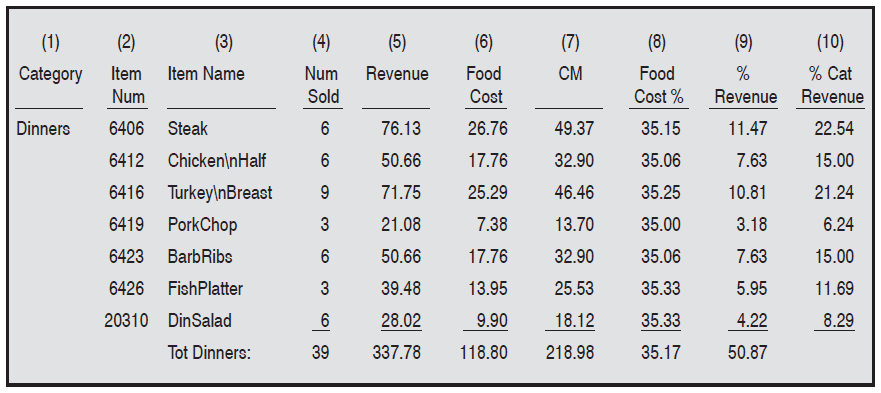 (1) (2) (3) (4) (5) (6) (7) (8) (9) (10)
Category Item Item Name Num Revenue Food CM Food % % Cat
Num Sold Cost Cost % Revenue Revenue
Dinners 6406 Steak 6 76.13 26.76 49.37 35.15 11.47 22.54
6412 Chicken\nHalf 6 50.66 17.76 32.90 35.06 7.63 15.00
6416 Turkey\nBreast 9 71.75 25.29 46.46 35.25 10.81 21.24
6419 PorkChop 3 21.08 7.38 13.70 35.00 3.18 6.24
6423 BarbRibs 6 50.66 17.76 32.90 35.06 7.63 15.00
6426 FishPlatter 3 39.48 13.95 25.53 35.33 5.95 11.69
20310 DinSalad 6 28.02 9.90 18.12 35.33 4.22 8.29
Tot Dinners: 39 337.78 118.80 218.98 35.17 50.87